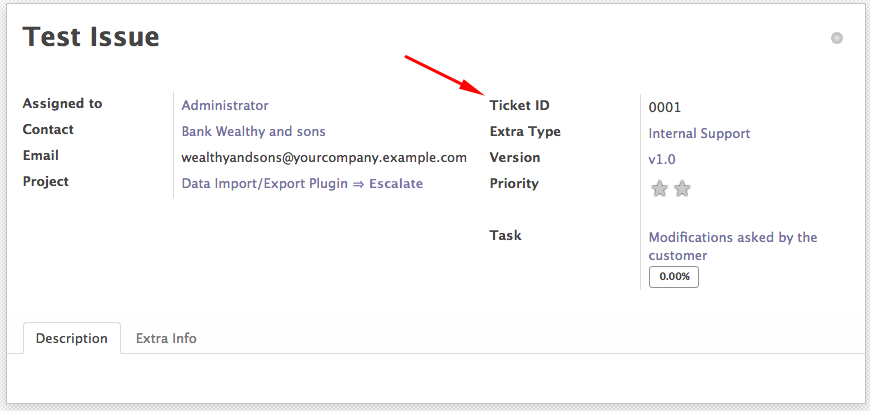 Test Issue
Assigned to Administrator
Contact Bank Wealthy and sons
Email wealthyandsons@yourcompany.example.com
Project Data Import/Export Plugin ⇒ Escalate
Ticket ID 0001
Extra Type Internal Support
Version v1.0
Priority
Task Modifications asked by the
customer
0.00%
Description Extra Info